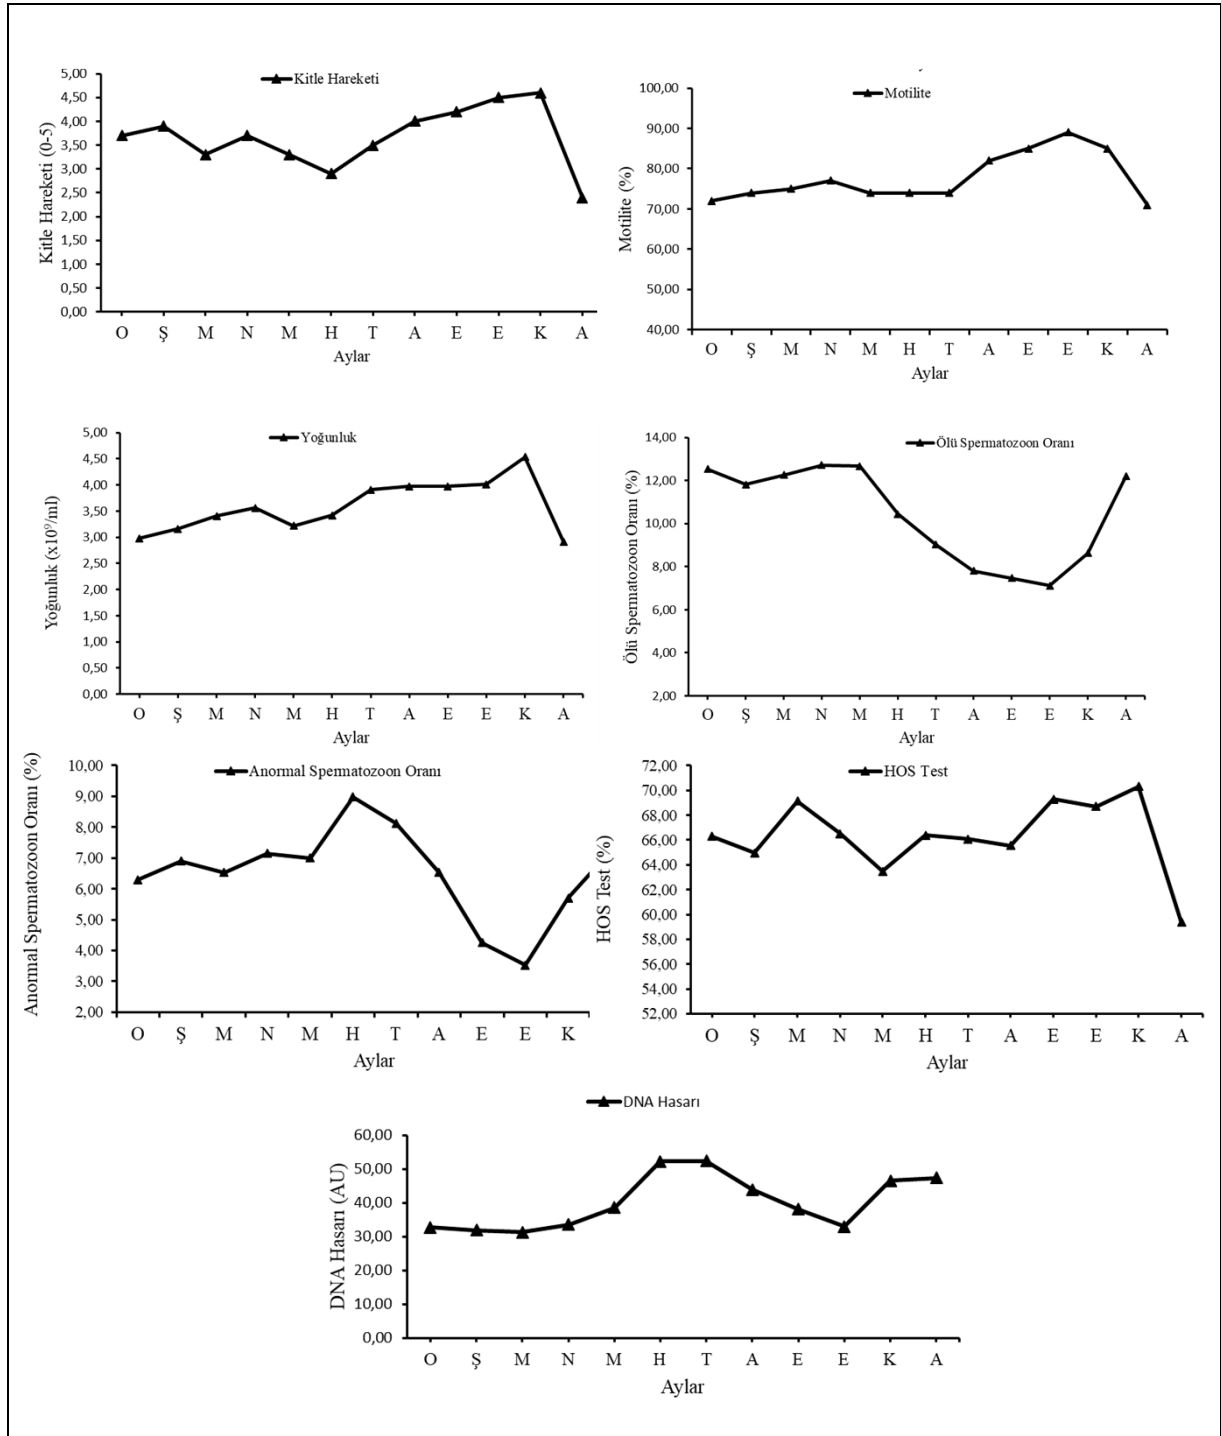 Kitle Hareketi
Kitle Hareketi (0-5)
5,00
4,50
4,00
3,50
3,00
2,50
2,00
1,50
1,00
0,50
0,00
O Ş M N M H T A E E K A
Aylar
Motilite
Motilite (%)
100,00
90,00
80,00
70,00
60,00
50,00
40,00
O Ş M N M H T A E E K A
Aylar
Yoğunluk
Yoğunluk (x10⁹/ml)
5,00
4,50
4,00
3,50
3,00
2,50
2,00
1,50
1,00
0,50
0,00
O Ş M N M H T A E E K A
Aylar
Ölü Spermatozoon Oranı
Ölü Spermatozoon Oranı (%)
14,00
12,00
10,00
8,00
6,00
4,00
2,00
O Ş M N M H T A E E K A
Aylar
Anormal Spermatozoon Oranı
Anormal Spermatozoon Oranı (%)
10,00
9,00
8,00
7,00
6,00
5,00
4,00
3,00
2,00
O Ş M N M H T A E E K
Aylar
HOS Test
HOS Test (%)
72,00
70,00
68,00
66,00
64,00
62,00
60,00
58,00
56,00
54,00
52,00
O Ş M N M H T A E E K A
Aylar
DNA Hasarı
DNA Hasarı (AU)
60,00
50,00
40,00
30,00
20,00
10,00
0,00
O Ş M N M H T A E E K A
Aylar